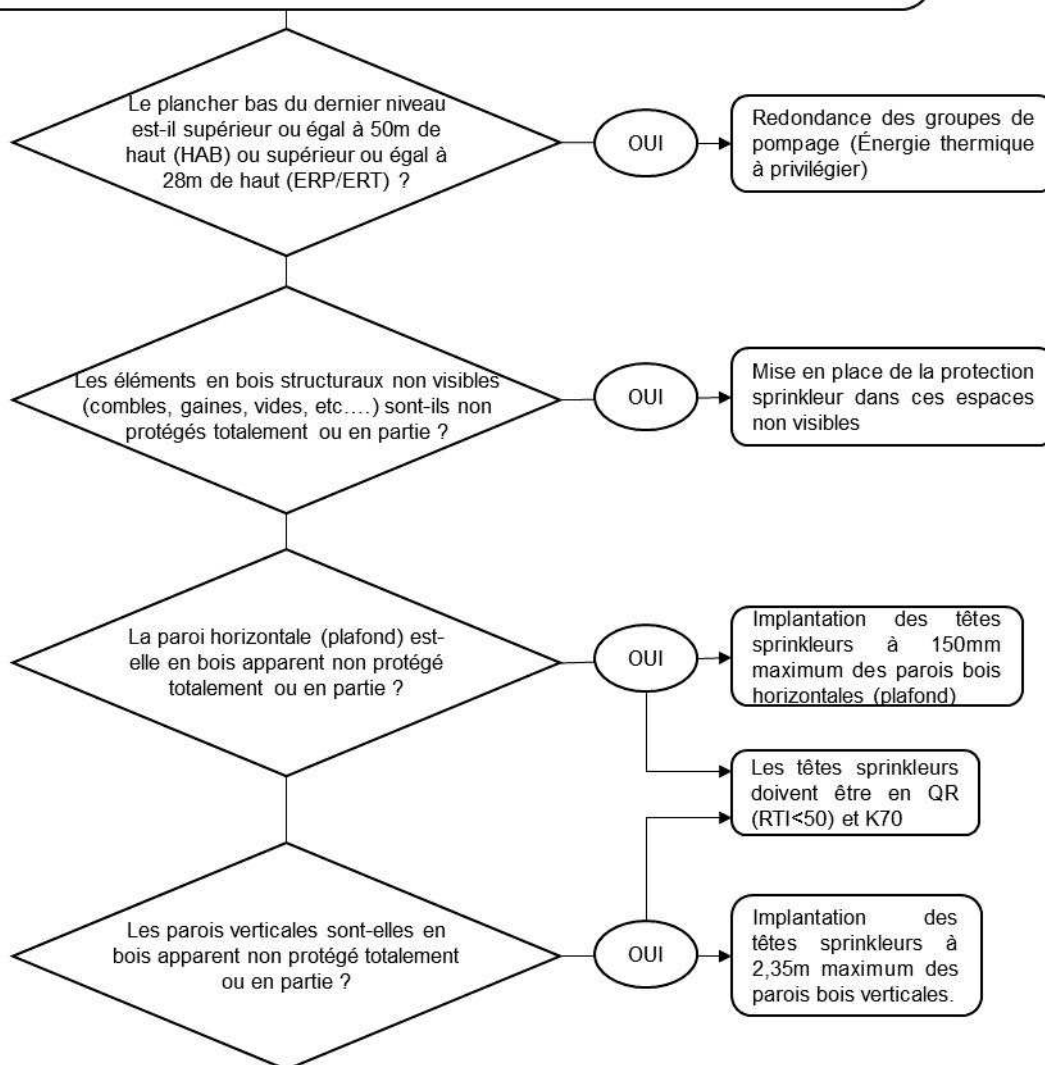 Le plancher bas du dernier niveau
est-il supérieur ou égal à 50m de
haut (HAB) ou supérieur ou égal à
28m de haut (ERP/ERT) ?
OUI
Redondance des groupes de
pompage (Énergie thermique
à privilégier)
Les éléments en bois structuraux non visibles
(combles, gaines, vides, etc….) sont-ils non
protégés totalement ou en partie ?
OUI
Mise en place de la protection
sprinkleur dans ces espaces
non visibles
La paroi horizontale (plafond) est-
elle en bois apparent non protégé
totalement ou en partie ?
OUI
Implantation des têtes
sprinkleurs à 150mm
maximum des parois bois
horizontales (plafond)
Les têtes sprinkleurs
doivent être en QR
(RTI<50) et K70
Les parois verticales sont-elles en
bois apparent non protégé totalement
ou en partie ?
OUI
Implantation des
têtes sprinkleurs à
2,35m maximum des
parois bois verticales.